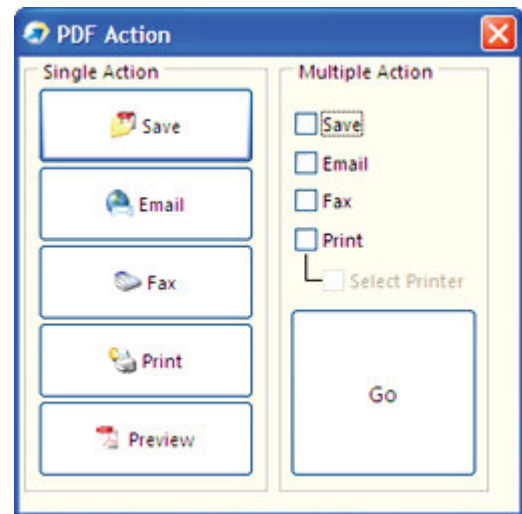 PDF Action
Single Action
Save
Email
Fax
Print
Preview
Multiple Action
Save
Email
Fax
Print
Select Printer
Go